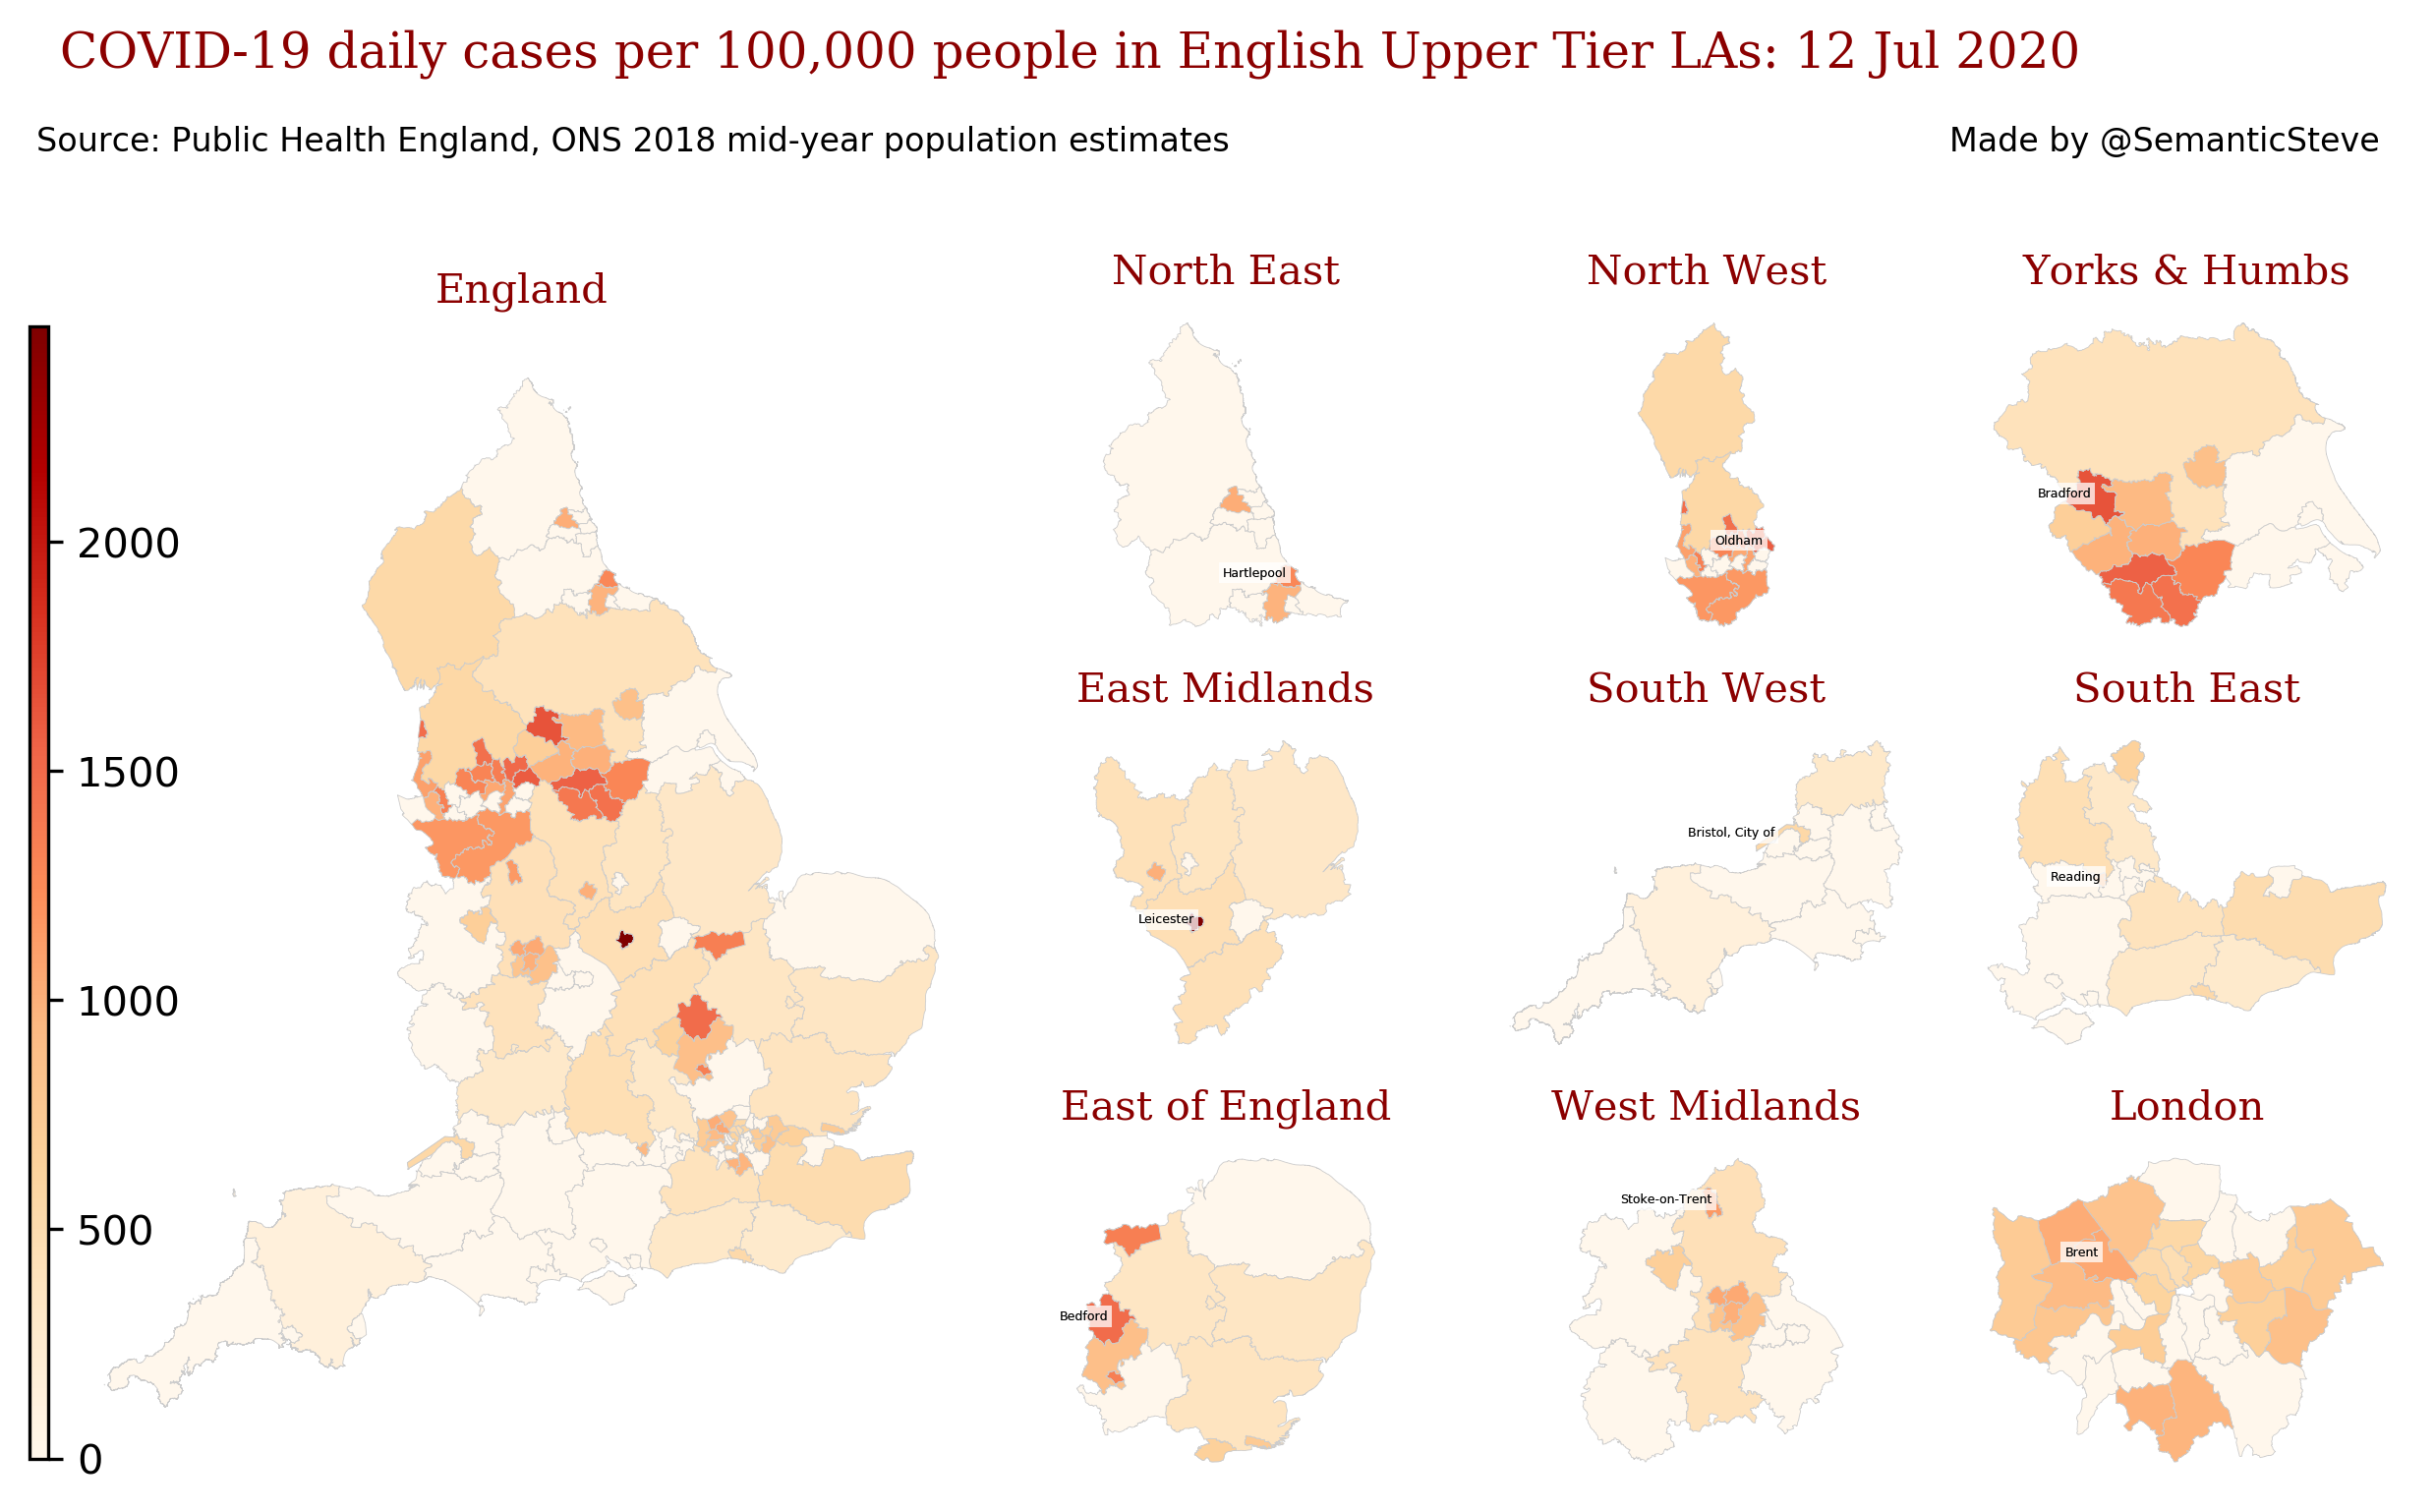 COVID-19 daily cases per 100,000 people in English Upper Tier LAs: 12 Jul 2020
Source: Public Health England, ONS 2018 mid-year population estimates
Made by @SemanticSteve
England
2000
1500
1000
500
0
North East
Hartlepool
North West
Oldham
Yorks & Humbs
Bradford
East Midlands
Leicester
South West
Bristol, City of
South East
Reading
East of England
Bedford
West Midlands
Stoke-on-Trent
London
Brent